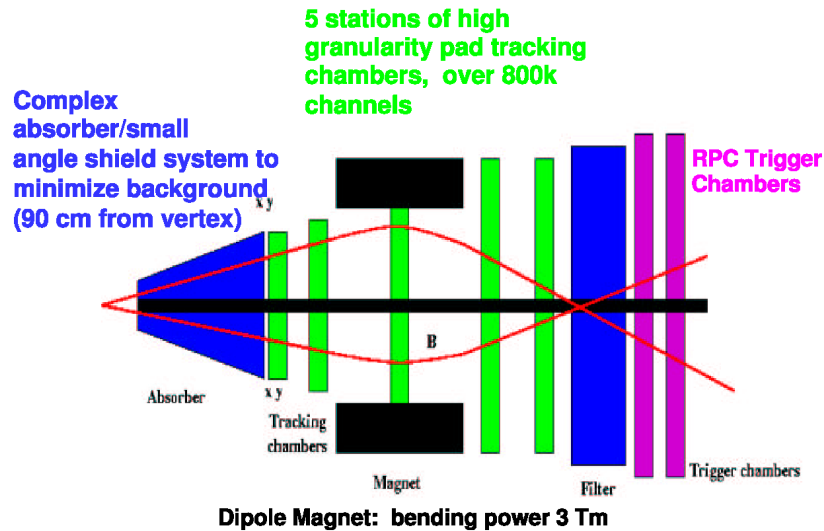 5 stations of high
granularity pad tracking
chambers,  over 800k
channels
Complex
absorber/small
angle shield system to
minimize background
(90 cm from vertex)
RPC Trigger
Chambers
x y
B
x y
Absorber
Tracking
chambers
Magnet
Filter
Trigger chambers
Dipole Magnet:  bending power 3 Tm